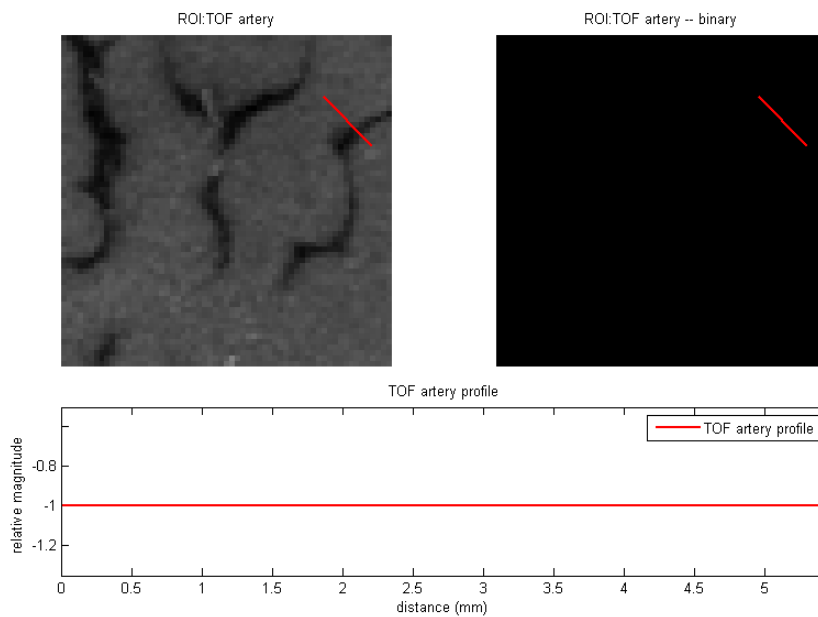 ROI:TOF artery
ROI:TOF artery -- binary
TOF artery profile
TOF artery profile
relative magnitude
-0.8
-1
-1.2
0 0.5 1 1.5 2 2.5 3 3.5 4 4.5 5
distance (mm)